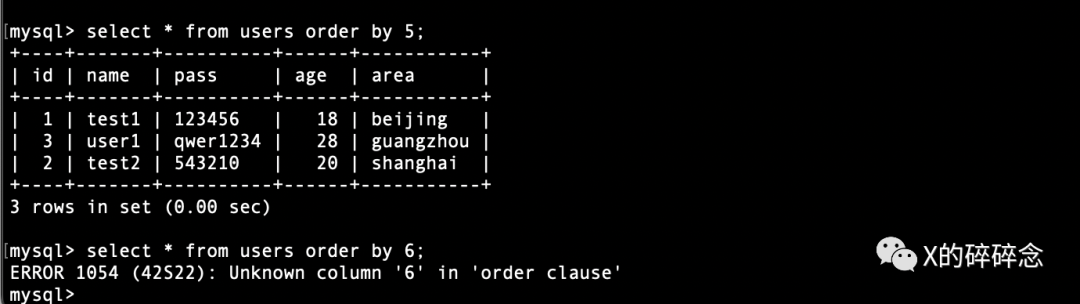 mysql> select * from users order by 5;
+----+-------+----------+------+-----------+
| id | name  | pass     | age  | area      |
+----+-------+----------+------+-----------+
|  1 | test1 | 123456   |   18 | beijing   |
|  3 | user1 | qwer1234 |   28 | guangzhou |
|  2 | test2 | 543210   |   20 | shanghai  |
+----+-------+----------+------+-----------+
3 rows in set (0.00 sec)
mysql> select * from users order by 6;
ERROR 1054 (42S22): Unknown column '6' in 'order clause'
mysql>
X的碎碎念